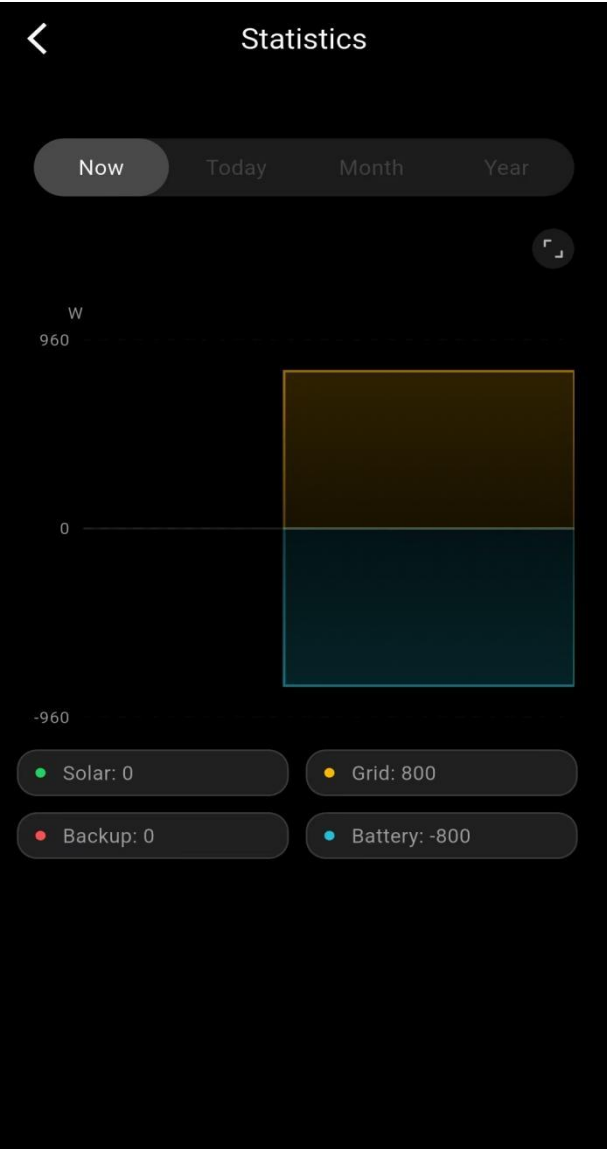 Statistics
Now Today Month Year
W
960
0
-960
Solar: 0 Grid: 800
Backup: 0 Battery: -800